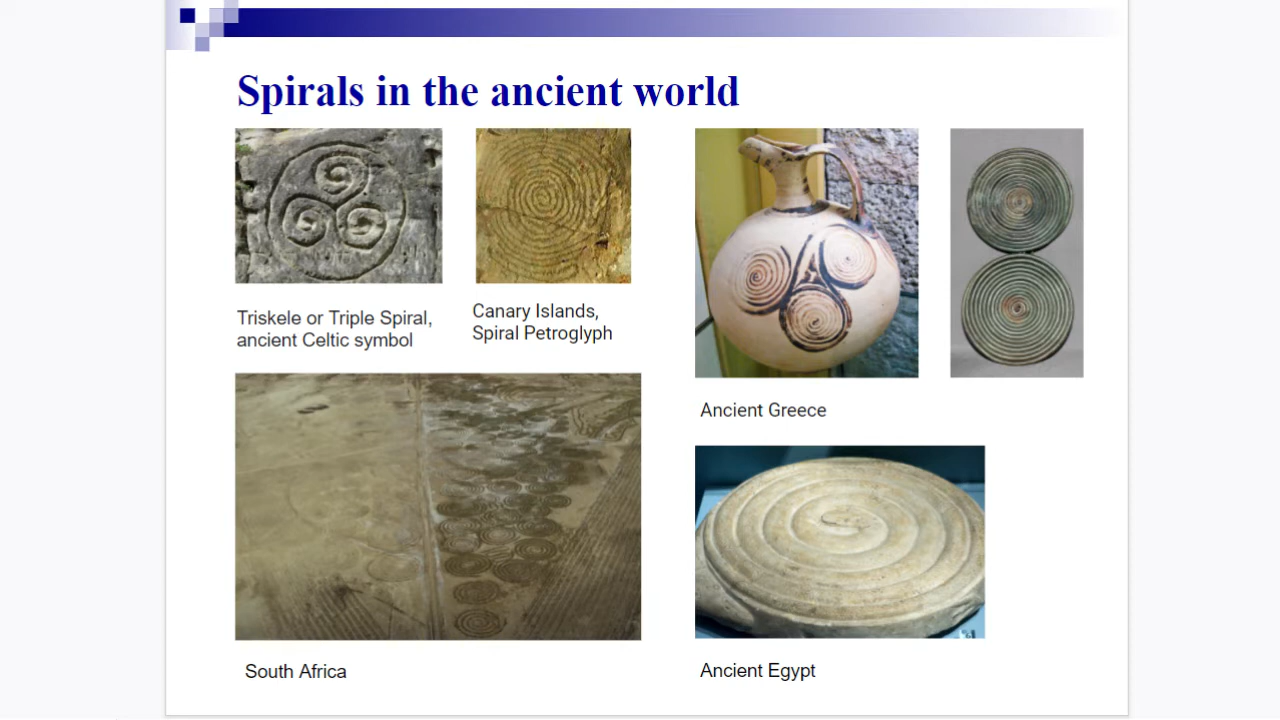 Spirals in the ancient world
Triskele or Triple Spiral,
ancient Celtic symbol
Canary Islands,
Spiral Petroglyph
Ancient Greece
South Africa
Ancient Egypt